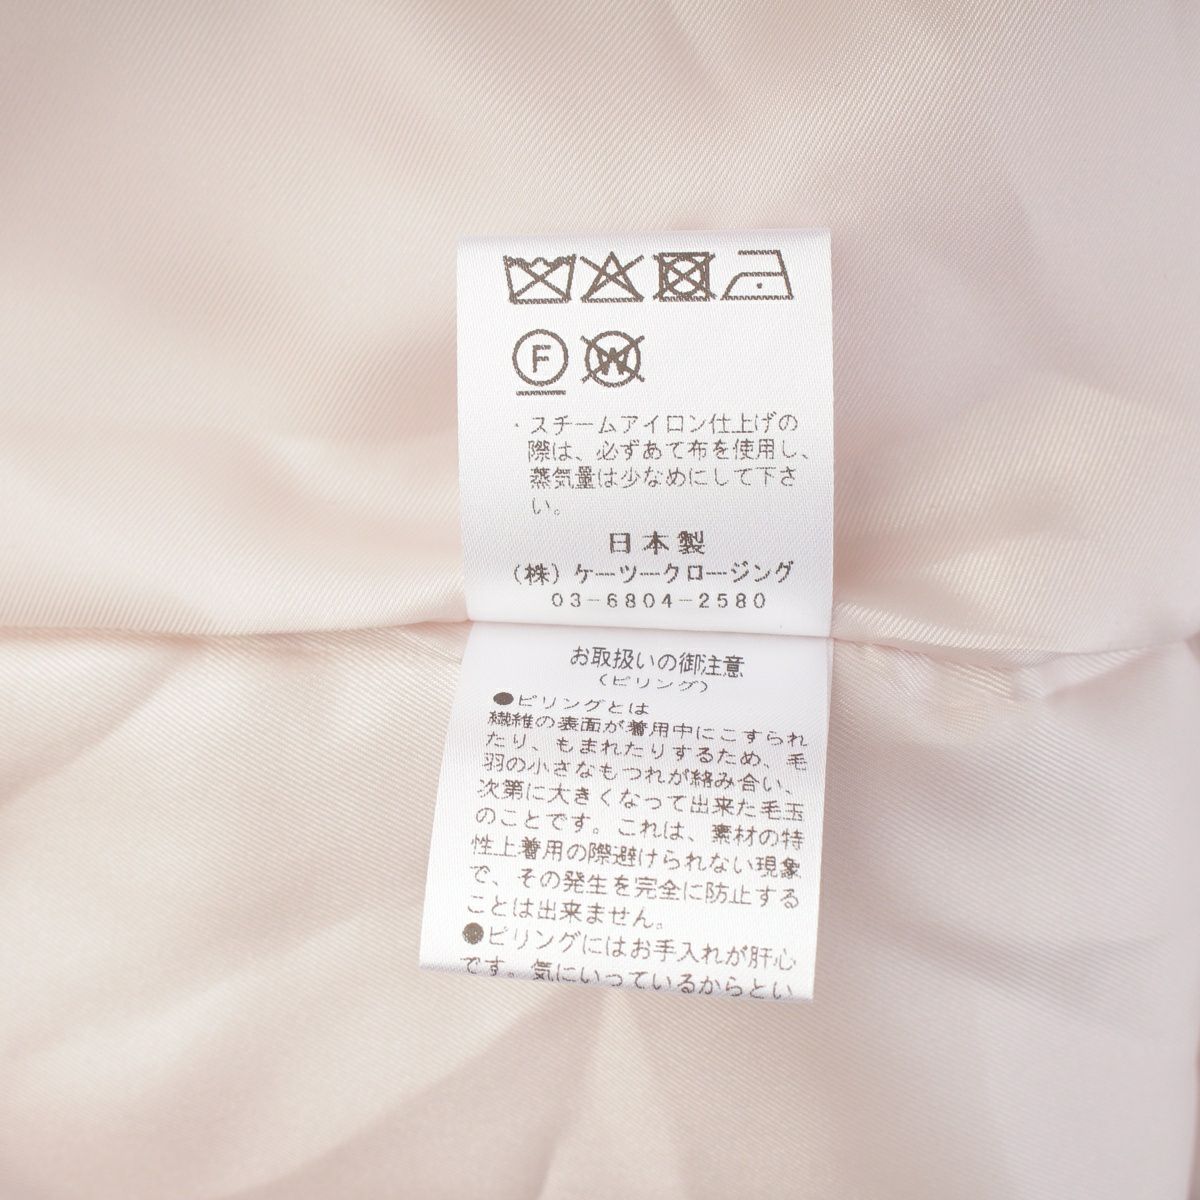 F
W
・スチームアイロン仕上げの
際は、必ずあて布を使用し、
蒸気量は少なめにして下さ
い。
日本製
（株）ケーツークロージング
03-6804-2580
お取扱いの御注意
（ピリング）
●ピリングとは
繊維の表面が着用中にこすられ
たり、もまれたりするため、毛
羽の小さなもつれが絡み合い、
次第に大きくなって出来た毛玉
のことです。これは、素材の特
性上着用の際避けられない現象
で、その発生を完全に防止する
ことは出来ません。
●ピリングにはお手入れが肝心
です。気にいっているからとい